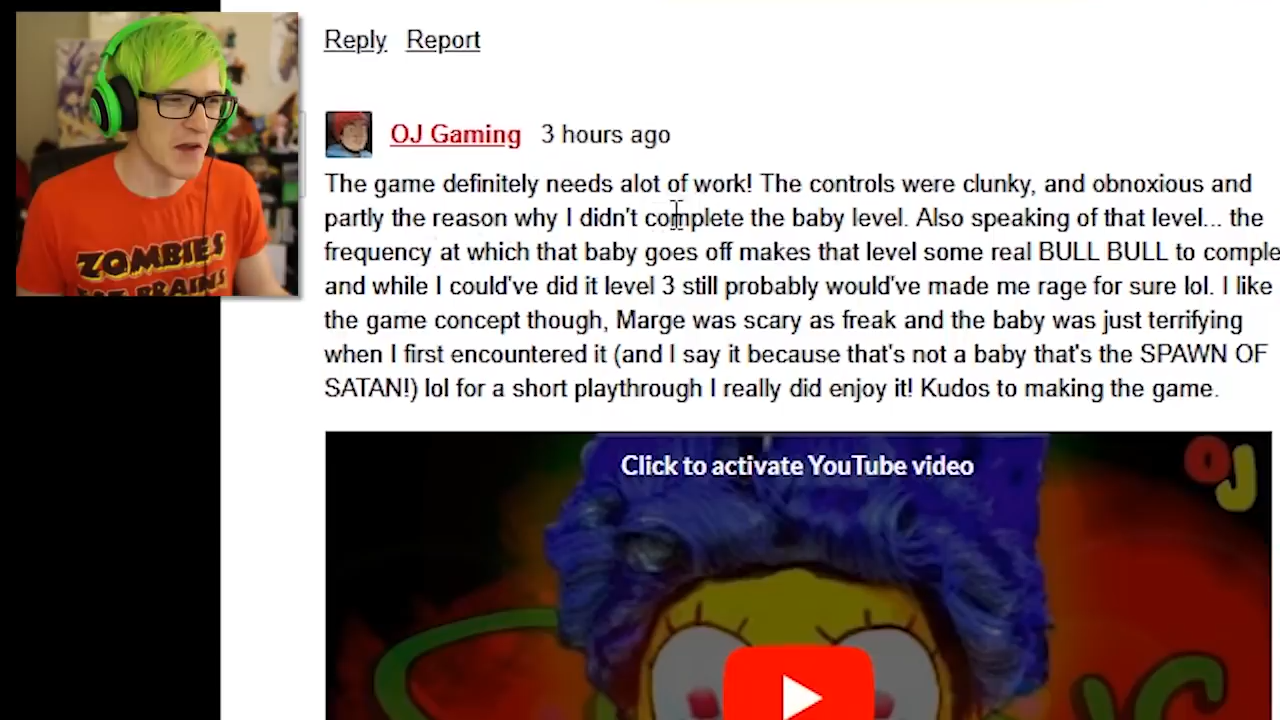 Reply Report
OJ Gaming 3 hours ago
The game definitely needs alot of work! The controls were clunky, and obnoxious and
partly the reason why I didn't complete the baby level. Also speaking of that level... the
frequency at which that baby goes off makes that level some real BULL BULL to comple
and while I could've did it level 3 still probably would've made me rage for sure lol. I like
the game concept though, Marge was scary as freak and the baby was just terrifying
when I first encountered it (and I say it because that's not a baby that's the SPAWN OF
SATAN!) lol for a short playthrough I really did enjoy it! Kudos to making the game.
Click to activate YouTube video
OJ
ZOMBIES
EAT BRAINS